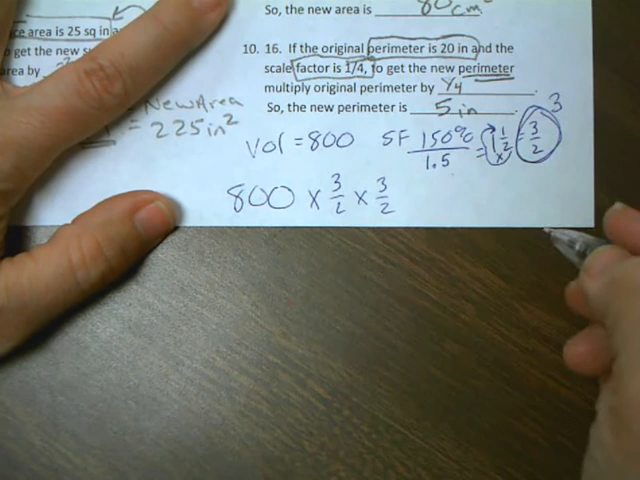 So, the new area is 80 cm²
ce area is 25 sq in a
o get the new s
area by
10. 16. If the original perimeter is 20 in and the
scale factor is 1/4, to get the new perimeter
multiply original perimeter by 1/4.
So, the new perimeter is 5 in.
New Area
= 225 in²
Vol = 800 SF 150% / 1.5 = 1 1/2 = 3/2 3
800 x 3/2 x 3/2